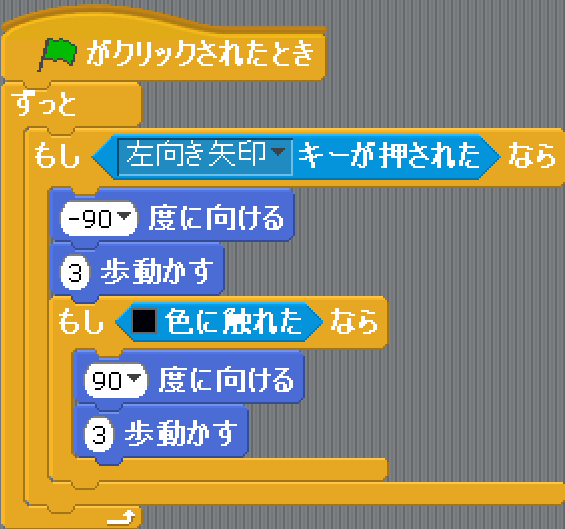 がクリックされたとき
ずっと
もし 左向き矢印 キーが押された なら
-90 度に向ける
3 歩動かす
もし 色に触れた なら
90 度に向ける
3 歩動かす